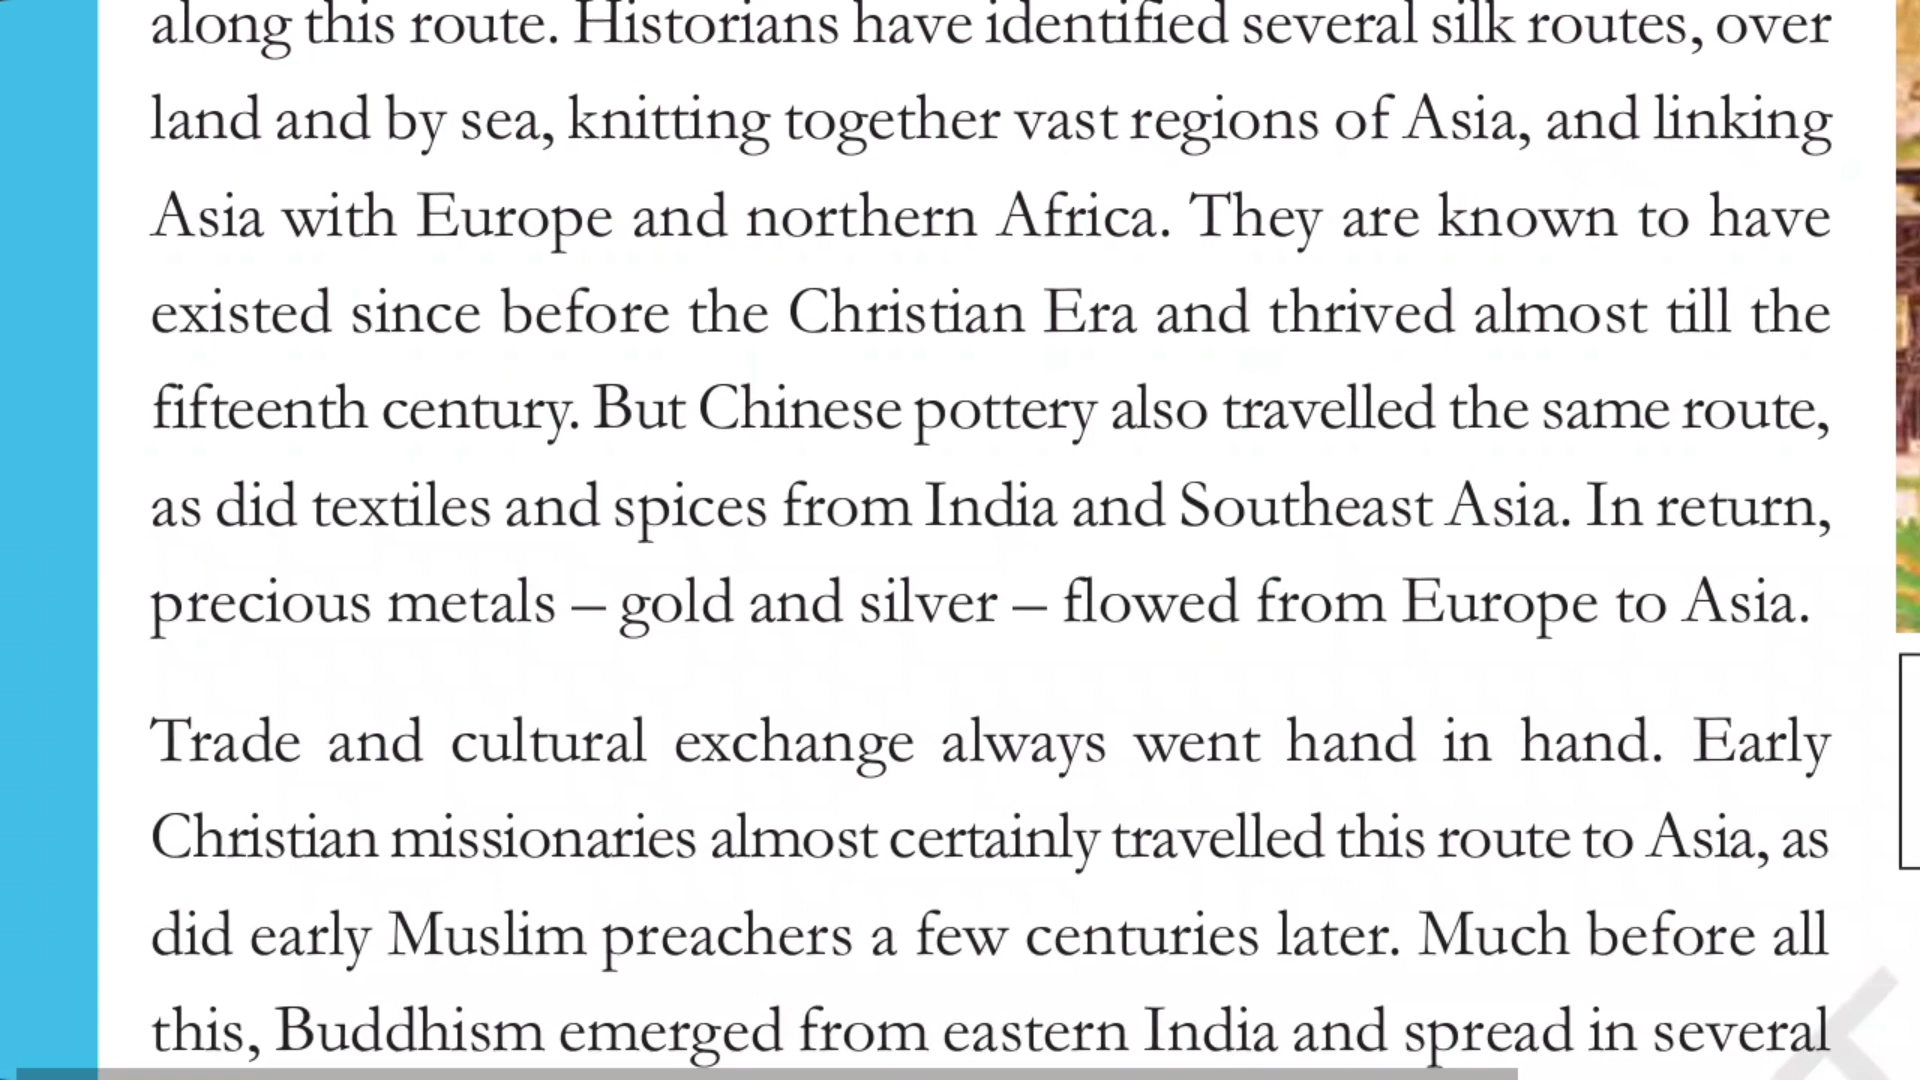 along this route. Historians have identified several silk routes, over
land and by sea, knitting together vast regions of Asia, and linking
Asia with Europe and northern Africa. They are known to have
existed since before the Christian Era and thrived almost till the
fifteenth century. But Chinese pottery also travelled the same route,
as did textiles and spices from India and Southeast Asia. In return,
precious metals – gold and silver – flowed from Europe to Asia.
Trade and cultural exchange always went hand in hand. Early
Christian missionaries almost certainly travelled this route to Asia, as
did early Muslim preachers a few centuries later. Much before all
this, Buddhism emerged from eastern India and spread in several